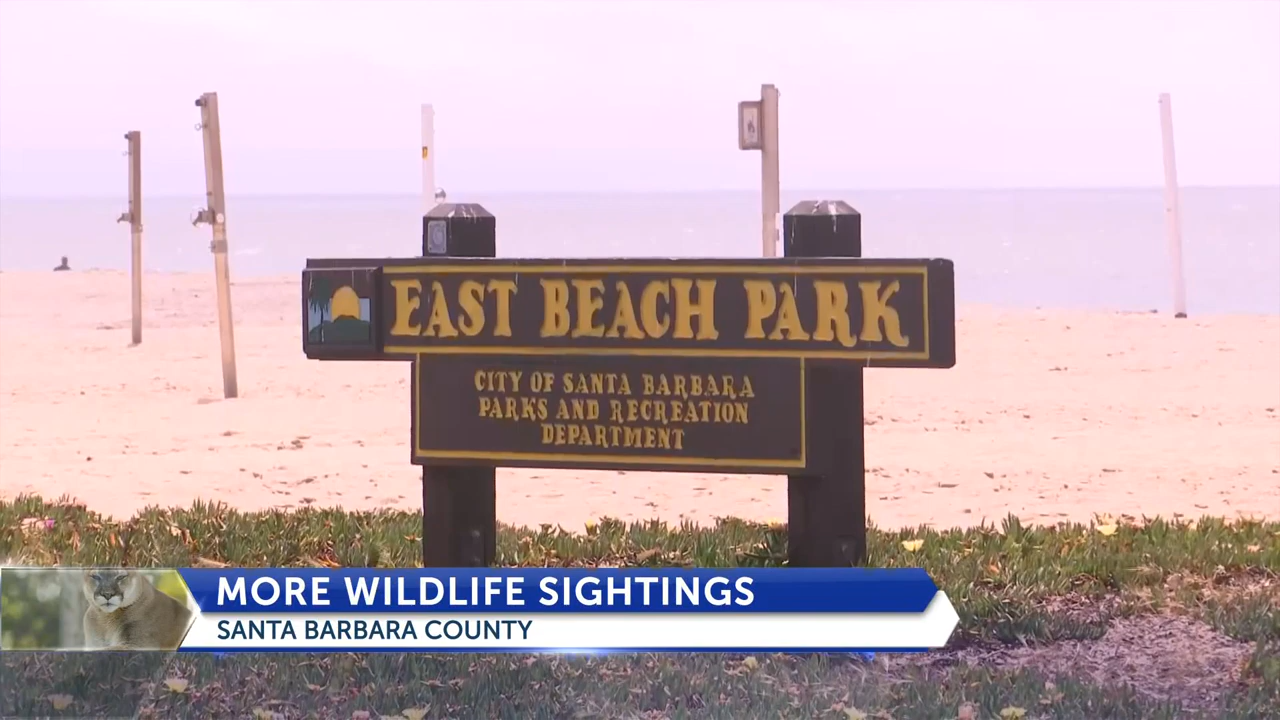 EAST BEACH PARK
CITY OF SANTA BARBARA
PARKS AND RECREATION
DEPARTMENT
MORE WILDLIFE SIGHTINGS
SANTA BARBARA COUNTY